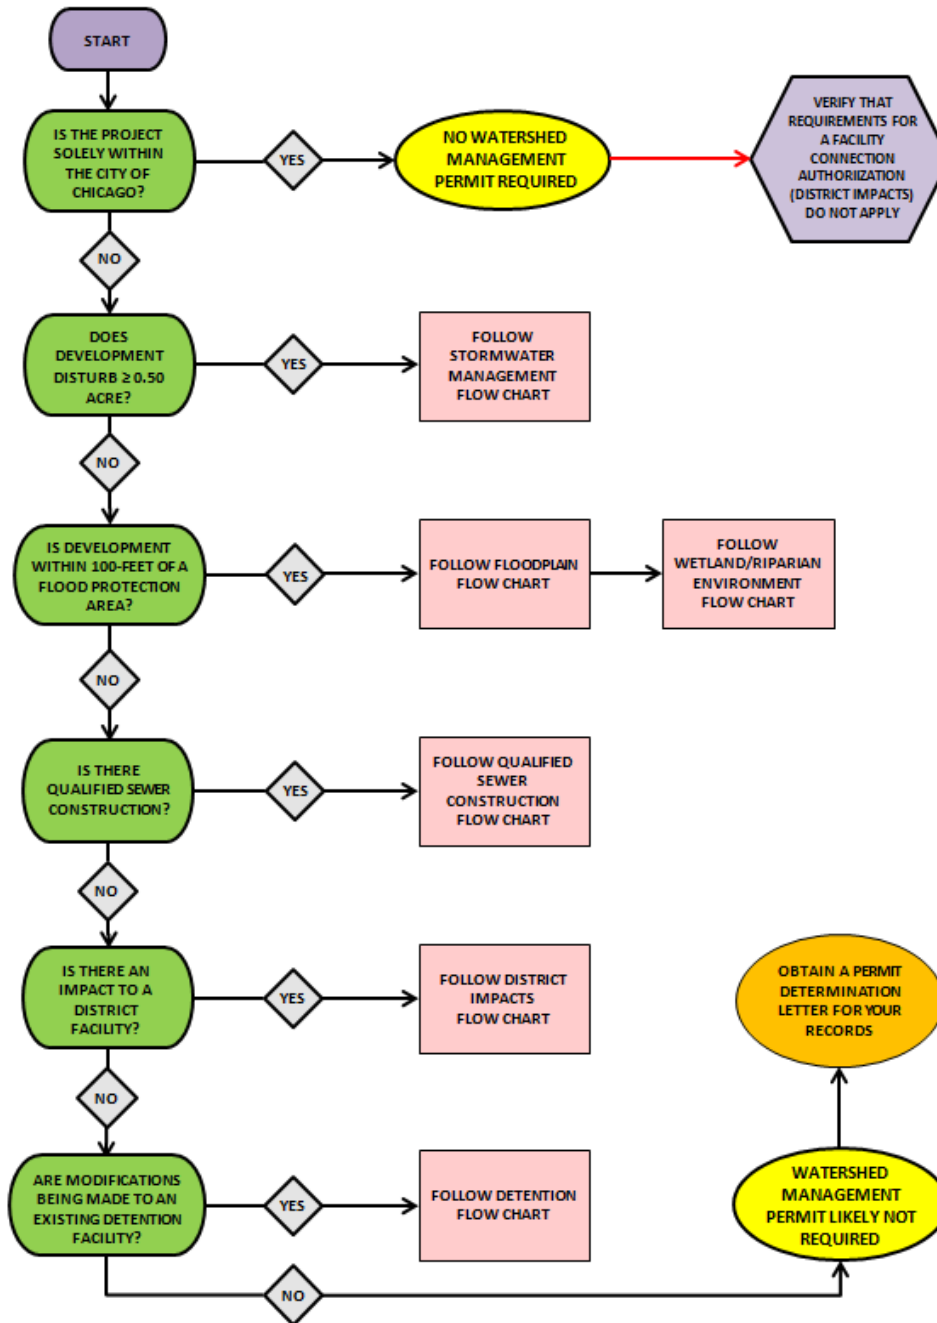 START
IS THE PROJECT
SOLELY WITHIN
THE CITY OF
CHICAGO?
YES
NO WATERSHED
MANAGEMENT
PERMIT REQUIRED
VERIFY THAT
REQUIREMENTS FOR
A FACILITY
CONNECTION
AUTHORIZATION
(DISTRICT IMPACTS)
DO NOT APPLY
NO
DOES
DEVELOPMENT
DISTURB ≥ 0.50
ACRE?
YES
FOLLOW
STORMWATER
MANAGEMENT
FLOW CHART
NO
IS DEVELOPMENT
WITHIN 100-FEET OF A
FLOOD PROTECTION
AREA?
YES
FOLLOW FLOODPLAIN
FLOW CHART
FOLLOW
WETLAND/RIPARIAN
ENVIRONMENT
FLOW CHART
NO
IS THERE
QUALIFIED SEWER
CONSTRUCTION?
YES
FOLLOW QUALIFIED
SEWER
CONSTRUCTION
FLOW CHART
NO
IS THERE AN
IMPACT TO A
DISTRICT
FACILITY?
YES
FOLLOW DISTRICT
IMPACTS
FLOW CHART
OBTAIN A PERMIT
DETERMINATION
LETTER FOR YOUR
RECORDS
NO
ARE MODIFICATIONS
BEING MADE TO AN
EXISTING DETENTION
FACILITY?
YES
FOLLOW DETENTION
FLOW CHART
WATERSHED
MANAGEMENT
PERMIT LIKELY NOT
REQUIRED
NO